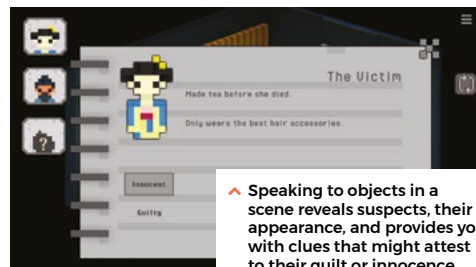 The Victim
Made tea before she died.
Only wears the best hair accessories.
Innocent
Guilty
?
Speaking to objects in a
scene reveals suspects, their
appearance, and provides yo
with clues that might attest
to their guilt or innocence